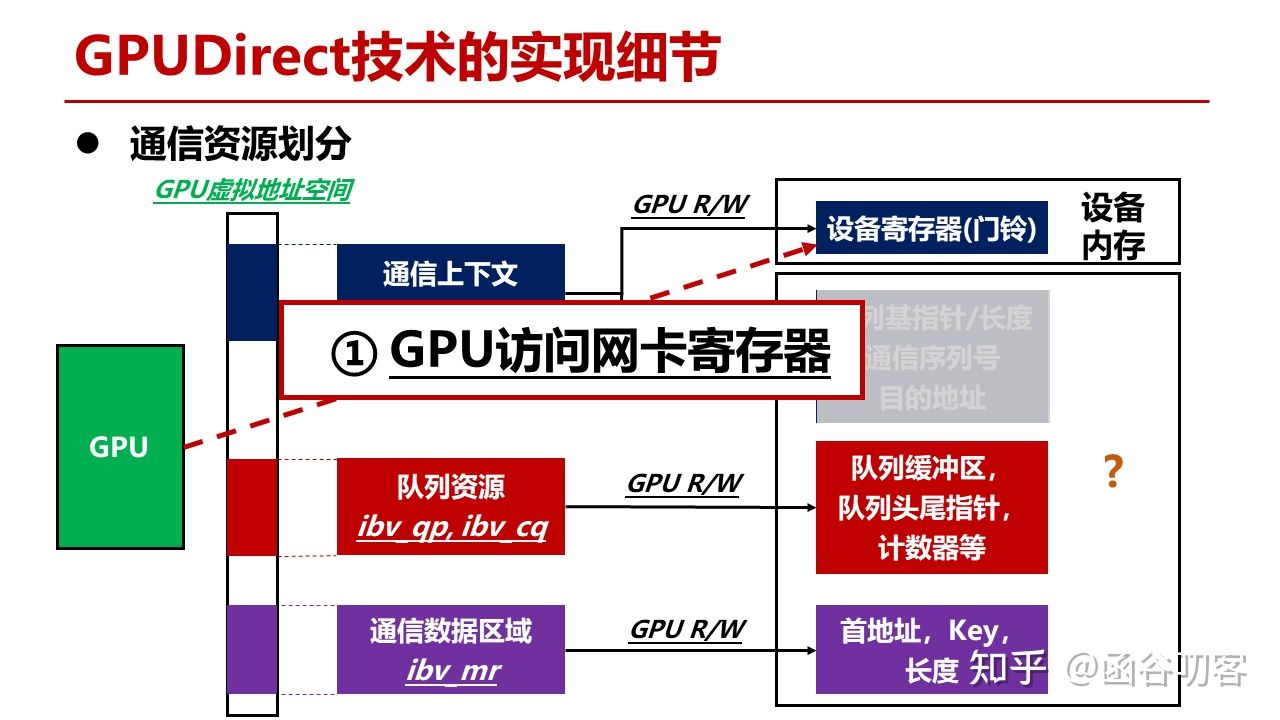 GPUDirect技术的实现细节
● 通信资源划分
GPU虚拟地址空间
GPU
通信上下文
① GPU访问网卡寄存器
队列资源
ibv_qp, ibv_cq
通信数据区域
ibv_mr
GPU R/W
GPU R/W
GPU R/W
设备寄存器(门铃)
设备
内存
列基指针/长度
通信序列号
目的地址
队列缓冲区，
队列头尾指针，
计数器等
?
首地址，Key，
长度
知乎 @函谷叨客